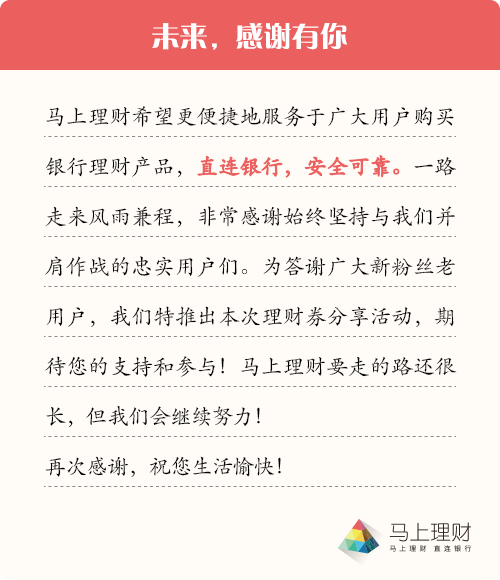 未来，感谢有你
马上理财希望更便捷地服务于广大用户购买
银行理财产品，直连银行，安全可靠。一路
走来风雨兼程，非常感谢始终坚持与我们并
肩作战的忠实用户们。为答谢广大新粉丝老
用户，我们特推出本次理财券分享活动，期
待您的支持和参与！马上理财要走的路还很
长，但我们会继续努力！
再次感谢，祝您生活愉快！
马上理财
马上理财 直连银行